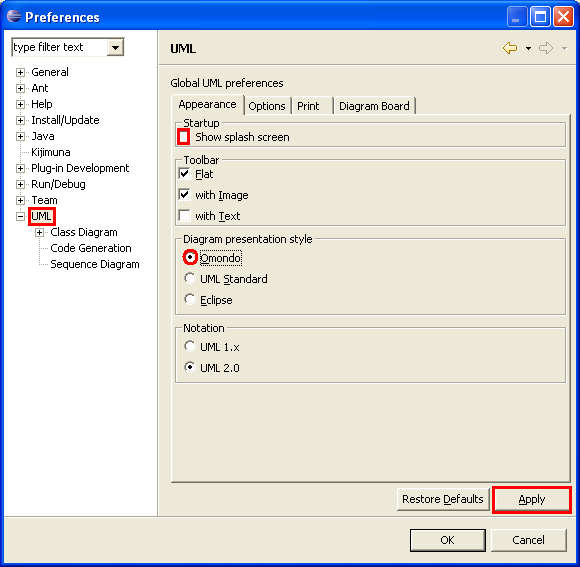 Preferences
type filter text
General
Ant
Help
Install/Update
Java
Kijimuna
Plug-in Development
Run/Debug
Team
UML
Class Diagram
Code Generation
Sequence Diagram
UML
Global UML preferences
Appearance Options Print Diagram Board
Startup
Show splash screen
Toolbar
Flat
with Image
with Text
Diagram presentation style
Omondo
UML Standard
Eclipse
Notation
UML 1.x
UML 2.0
Restore Defaults Apply
OK Cancel